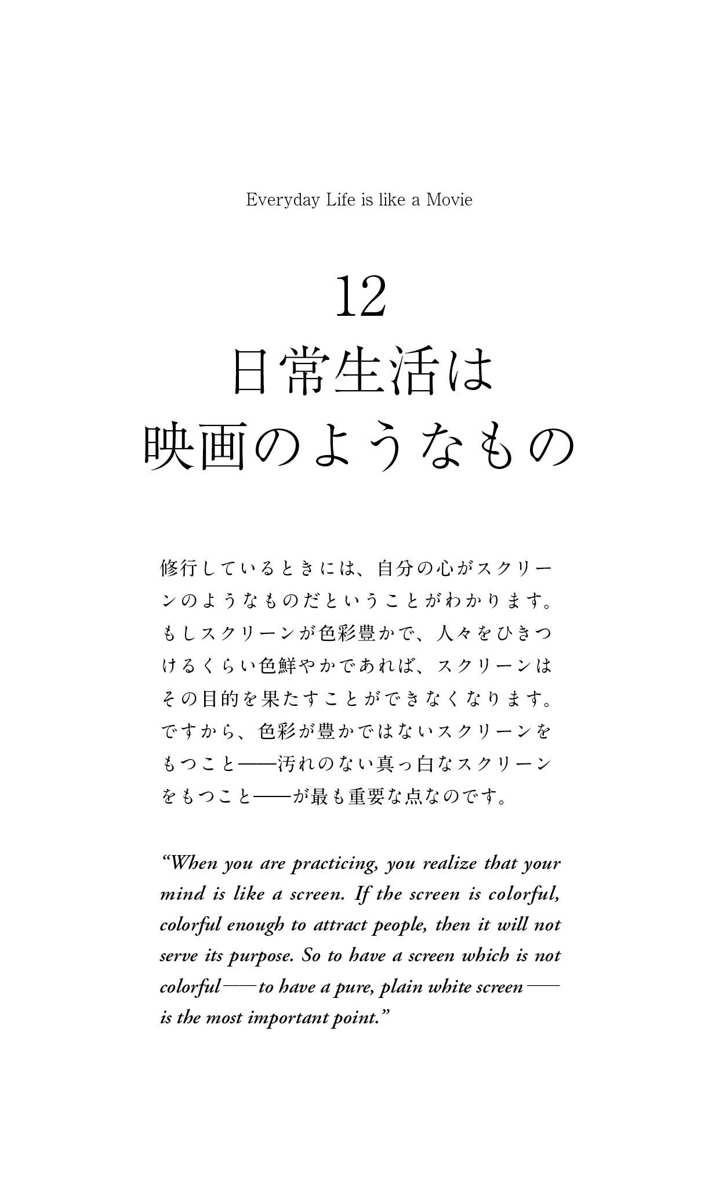 Everyday Life is like a Movie
12
日常生活は
映画のようなもの
修行しているときには、自分の心がスクリー
ンのようなものだということがわかります。
もしスクリーンが色彩豊かで、人々をひきつ
けるくらい色鮮やかであれば、スクリーンは
その目的を果たすことができなくなります。
ですから、色彩が豊かではないスクリーンを
もつこと——汚れのない真っ白なスクリーン
をもつこと——が最も重要な点なのです。
“When you are practicing, you realize that your
mind is like a screen. If the screen is colorful,
colorful enough to attract people, then it will not
serve its purpose. So to have a screen which is not
colorful——to have a pure, plain white screen——
is the most important point.”